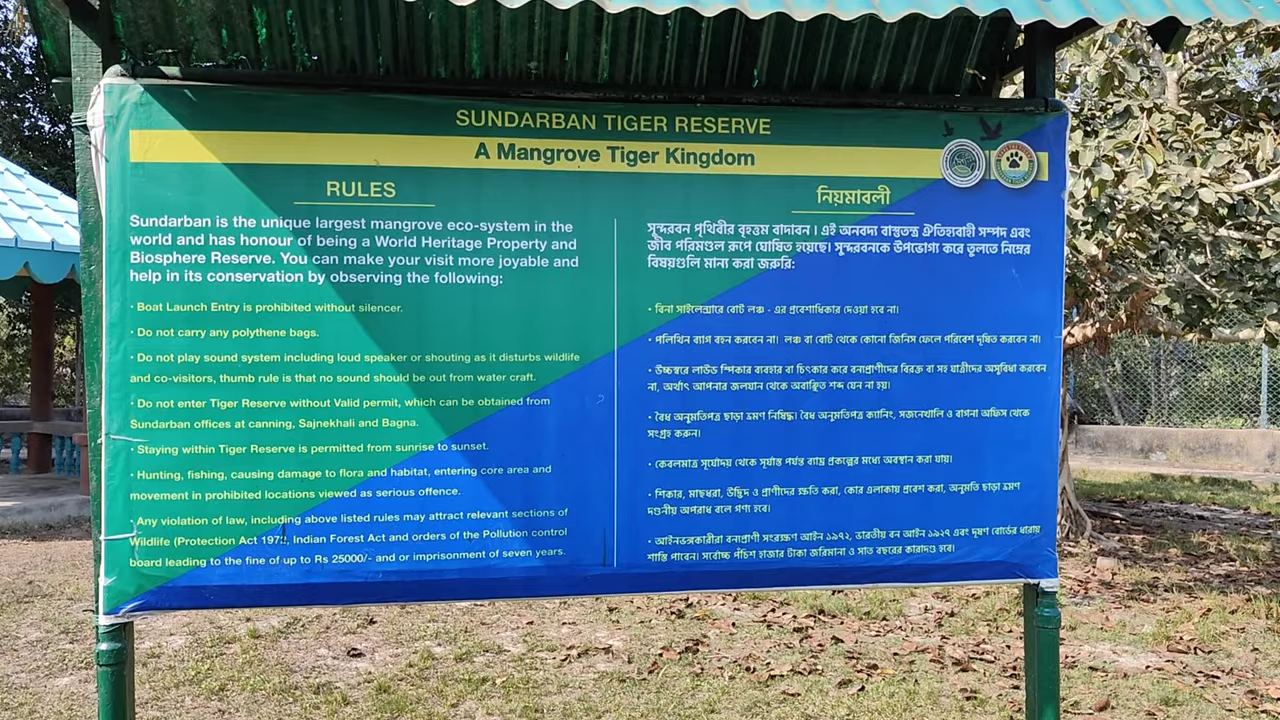 SUNDARBAN TIGER RESERVE
A Mangrove Tiger Kingdom
RULES
Sundarban is the unique largest mangrove eco-system in the
world and has honour of being a World Heritage Property and
Biosphere Reserve. You can make your visit more joyable and
help in its conservation by observing the following:
· Boat Launch Entry is prohibited without silencer.
· Do not carry any polythene bags.
· Do not play sound system including loud speaker or shouting as it disturbs wildlife
and co-visitors, thumb rule is that no sound should be out from water craft.
· Do not enter Tiger Reserve without Valid permit, which can be obtained from
Sundarban offices at canning, Sajnekhali and Bagna.
· Staying within Tiger Reserve is permitted from sunrise to sunset.
· Hunting, fishing, causing damage to flora and habitat, entering core area and
movement in prohibited locations viewed as serious offence.
· Any violation of law, including above listed rules may attract relevant sections of
Wildlife (Protection Act 1972, Indian Forest Act and orders of the Pollution control
board leading to the fine of up to Rs 25000/- and or imprisonment of seven years.
নিয়মাবলী
সুন্দরবন পৃথিবীর বৃহত্তম বাদাবন । এই অনবদ্য বাস্তুতন্ত্র ঐতিহ্যবাহী সম্পদ এবং
জীব পরিমণ্ডল রূপে ঘোষিত হয়েছে। সুন্দরবনকে উপভোগ্য করে তুলতে নিম্নের
বিষয়গুলি মান্য করা জরুরি:
· বিনা সাইলেন্সারে বোট লঞ্চ - এর প্রবেশাধিকার দেওয়া হবে না।
· পলিথিন ব্যাগ বহন করবেন না। লঞ্চ বা বোট থেকে কোনো জিনিস ফেলে পরিবেশ দূষিত করবেন না।
· উচ্চস্বরে লাউড স্পিকার ব্যবহার বা চিৎকার করে বন্যপ্রাণীদের বিরক্ত বা সহ যাত্রীদের অসুবিধা করবেন
না, অর্থাৎ আপনার জলযান থেকে অবাঞ্ছিত শব্দ যেন না হয়।
· বৈধ অনুমতিপত্র ছাড়া ভ্রমণ নিষিদ্ধ। বৈধ অনুমতিপত্র ক্যানিং, সজনেখালি ও বাগনা অফিস থেকে
সংগ্রহ করুন।
· কেবলমাত্র সূর্যোদয় থেকে সূর্যাস্ত পর্যন্ত ব্যাঘ্র প্রকল্পের মধ্যে অবস্থান করা যায়।
· শিকার, মাছধরা, উদ্ভিদ ও প্রাণীদের ক্ষতি করা, কোর এলাকায় প্রবেশ করা, অনুমতি ছাড়া ভ্রমণ
দণ্ডনীয় অপরাধ বলে গণ্য হবে।
· আইনভঙ্গকারীরা বন্যপ্রাণী সংরক্ষণ আইন ১৯৭২, ভারতীয় বন আইন ১৯২৭ এবং দূষণ বোর্ডের ধারায়
শাস্তি পাবেন। সর্বোচ্চ পঁচিশ হাজার টাকা জরিমানা ও সাত বছরের কারাদণ্ড হবে।